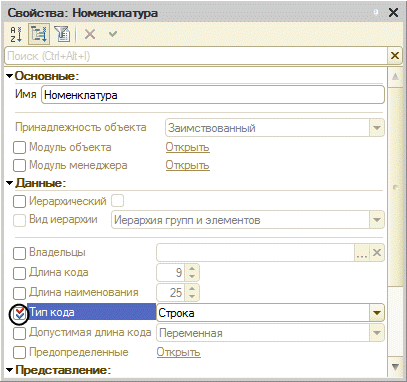 Свойства: Номенклатура
Поиск (Ctrl+Alt+I)
Основные:
Имя Номенклатура
Принадлежность объекта Заимствованный
Модуль объекта Открыть
Модуль менеджера Открыть
Данные:
Иерархический
Вид иерархии Иерархия групп и элементов
Владельцы ...
Длина кода 9
Длина наименования 25
Тип кода Строка
Допустимая длина кода Переменная
Предопределенные Открыть
Представление: